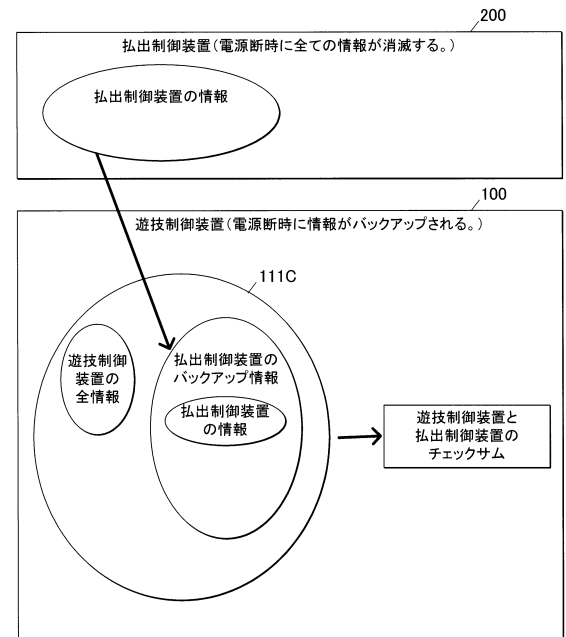 200
払出制御装置(電源断時に全ての情報が消滅する。)
払出制御装置の情報
100
遊技制御装置(電源断時に情報がバックアップされる。)
111C
遊技制御
装置の
全情報
払出制御装置の
バックアップ情報
払出制御装置
の情報
遊技制御装置と
払出制御装置の
チェックサム